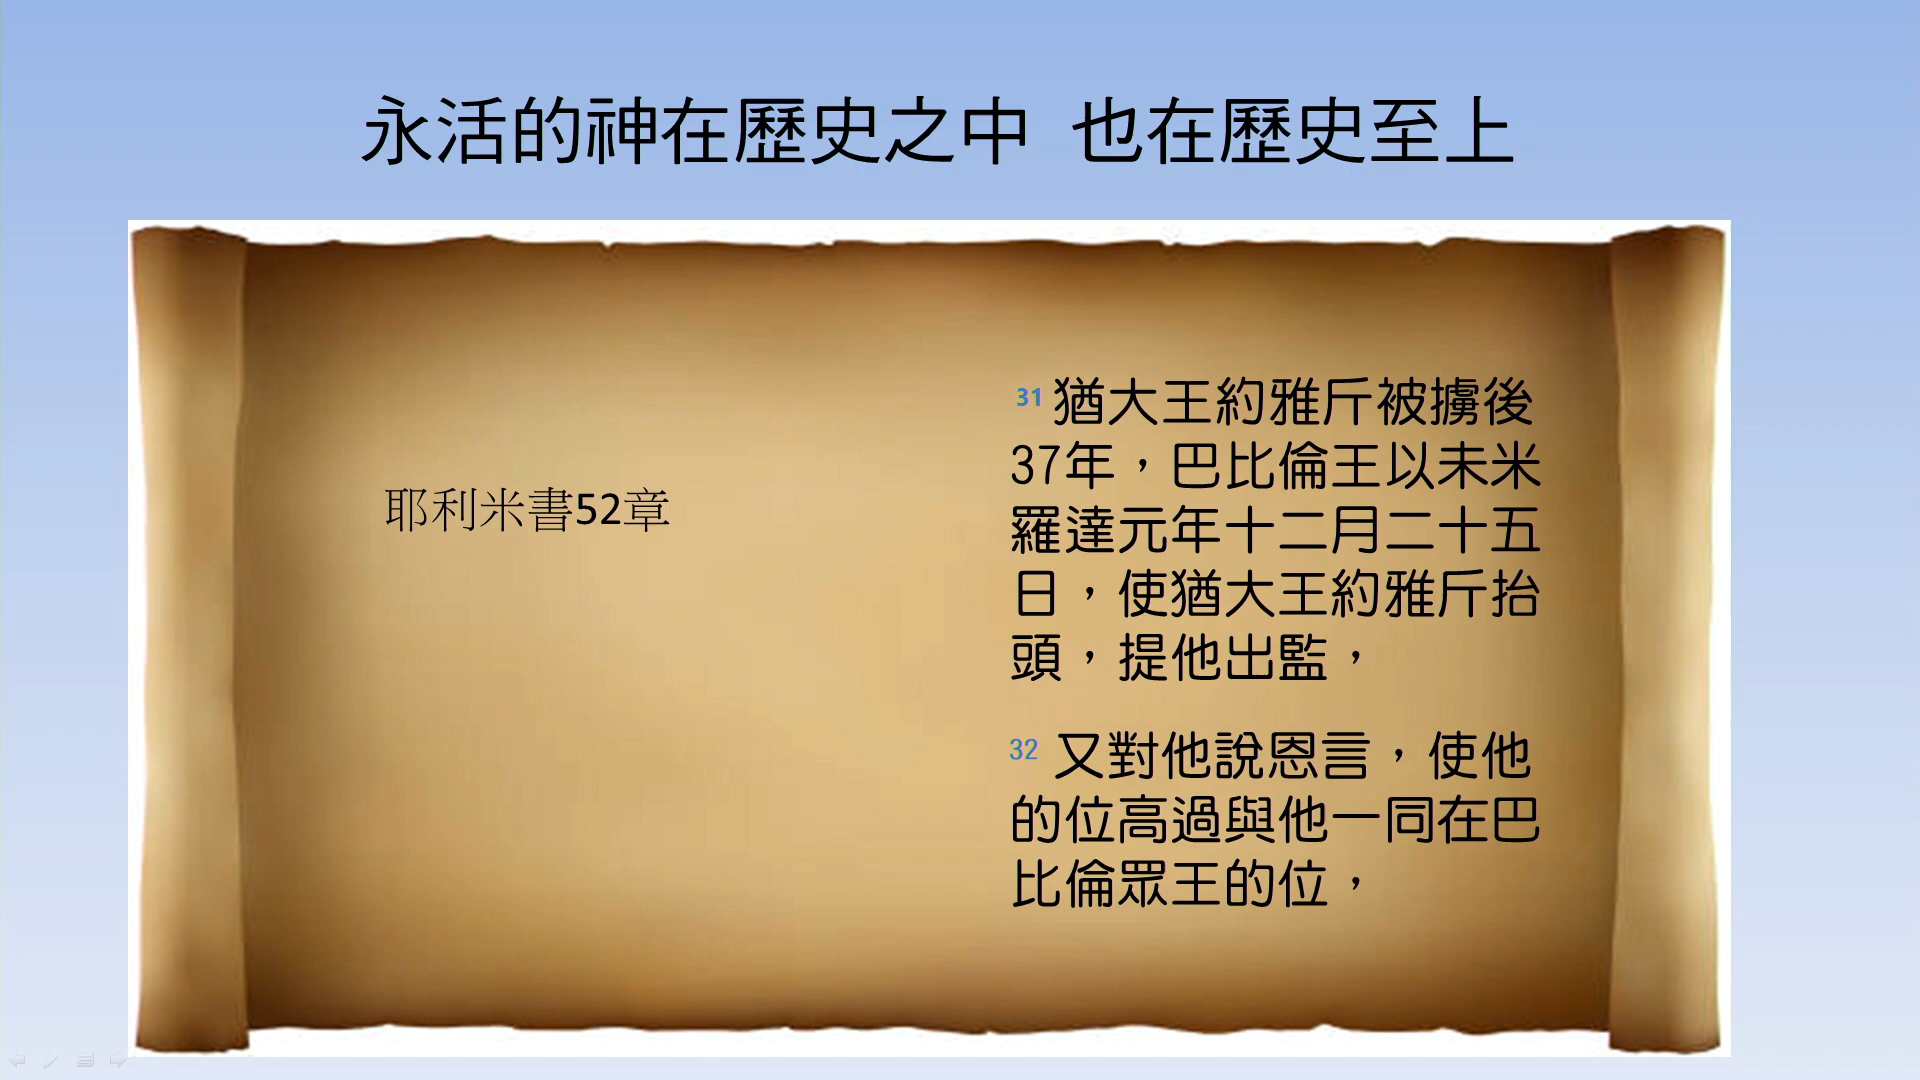 永活的神在歷史之中 也在歷史至上
耶利米書52章
31 猶大王約雅斤被擄後
37年，巴比倫王以未米
羅達元年十二月二十五
日，使猶大王約雅斤抬
頭，提他出監，
32 又對他說恩言，使他
的位高過與他一同在巴
比倫眾王的位，